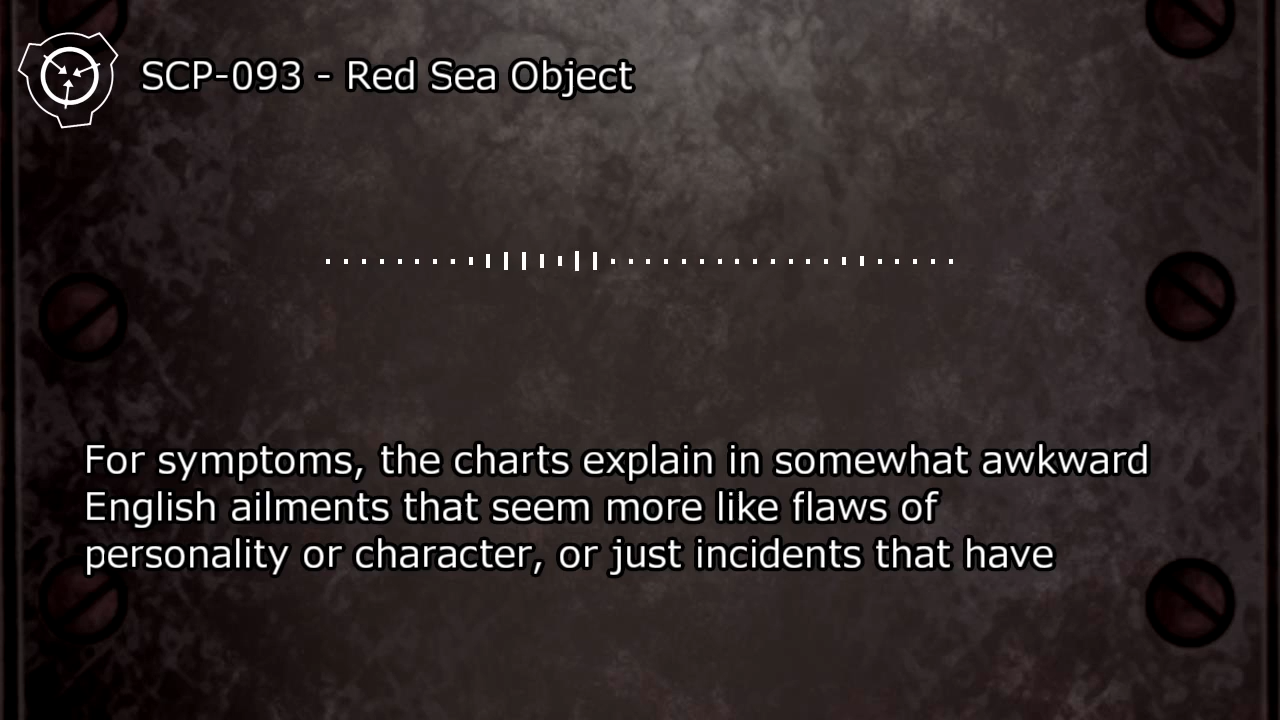 SCP-093 - Red Sea Object
For symptoms, the charts explain in somewhat awkward
English ailments that seem more like flaws of
personality or character, or just incidents that have